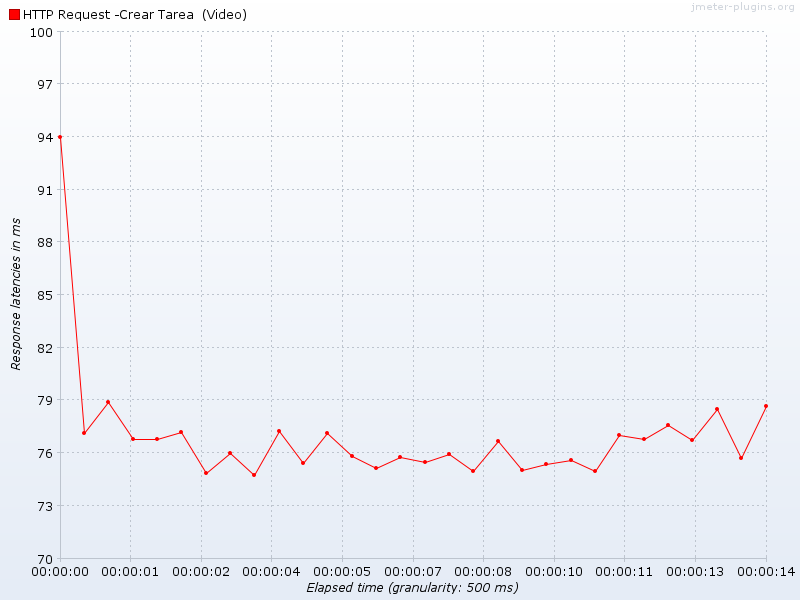 jmeter-plugins.org
HTTP Request -Crear Tarea  (Video)
100
97
94
91
88
85
82
79
76
73
70
Response latencies in ms
00:00:00 00:00:01 00:00:02 00:00:04 00:00:05 00:00:07 00:00:08 00:00:10 00:00:11 00:00:13 00:00:14
Elapsed time (granularity: 500 ms)